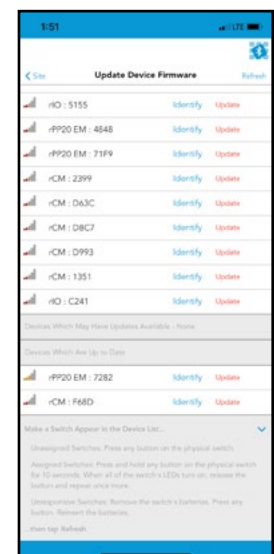 1:51
LTE
Site
Update Device Firmware
Refresh
rIO : 5155 Identify Update
rPP20 EM : 4848 Identify Update
rPP20 EM : 71F9 Identify Update
rCM : 2399 Identify Update
rCM : D63C Identify Update
rCM : D8C7 Identify Update
rCM : D993 Identify Update
rCM : 1351 Identify Update
rIO : C241 Identify Update
Devices Which May Have Updates Available - None
Devices Which Are Up to Date
rPP20 EM : 7282 Identify Update
rCM : F68D Identify Update
Make a Switch Appear in the Device List...
Unassigned Switches: Press any button on the physical switch.
Assigned Switches: Press and hold any button on the physical switch
for 10 seconds. When all of the switch's LEDs turn on, release the
button and repeat once more.
Unresponsive Switches: Remove the switch's batteries. Press any
button. Reinsert the batteries.
...then tap Refresh.